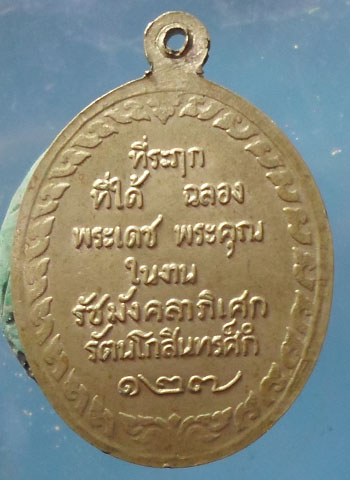 ที่ระฦก
ที่ได้ ฉลอง
พระเดช พระคุณ
ในงาน
รัชมังคลาภิเศก
รัตนโกสินทรศก๎
๑๒๗